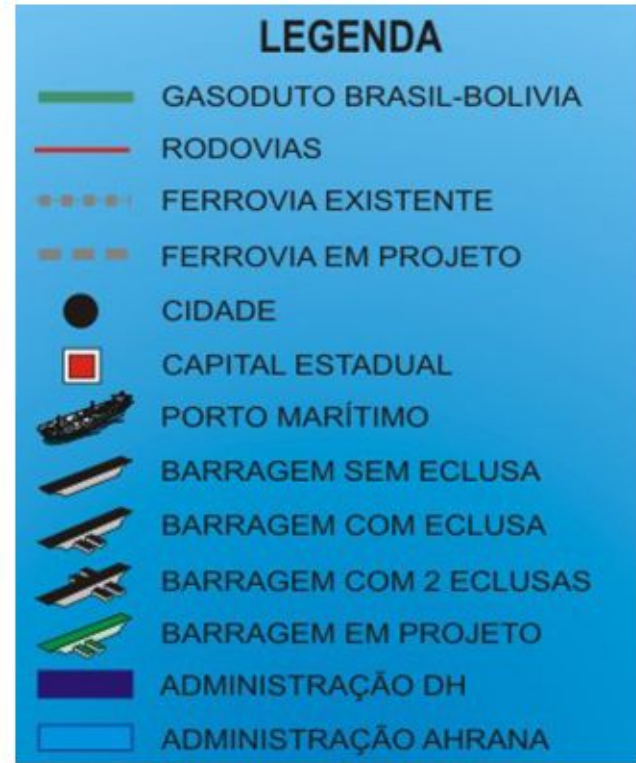 LEGENDA
GASODUTO BRASIL-BOLIVIA
RODOVIAS
FERROVIA EXISTENTE
FERROVIA EM PROJETO
CIDADE
CAPITAL ESTADUAL
PORTO MARÍTIMO
BARRAGEM SEM ECLUSA
BARRAGEM COM ECLUSA
BARRAGEM COM 2 ECLUSAS
BARRAGEM EM PROJETO
ADMINISTRAÇÃO DH
ADMINISTRAÇÃO AHRANA